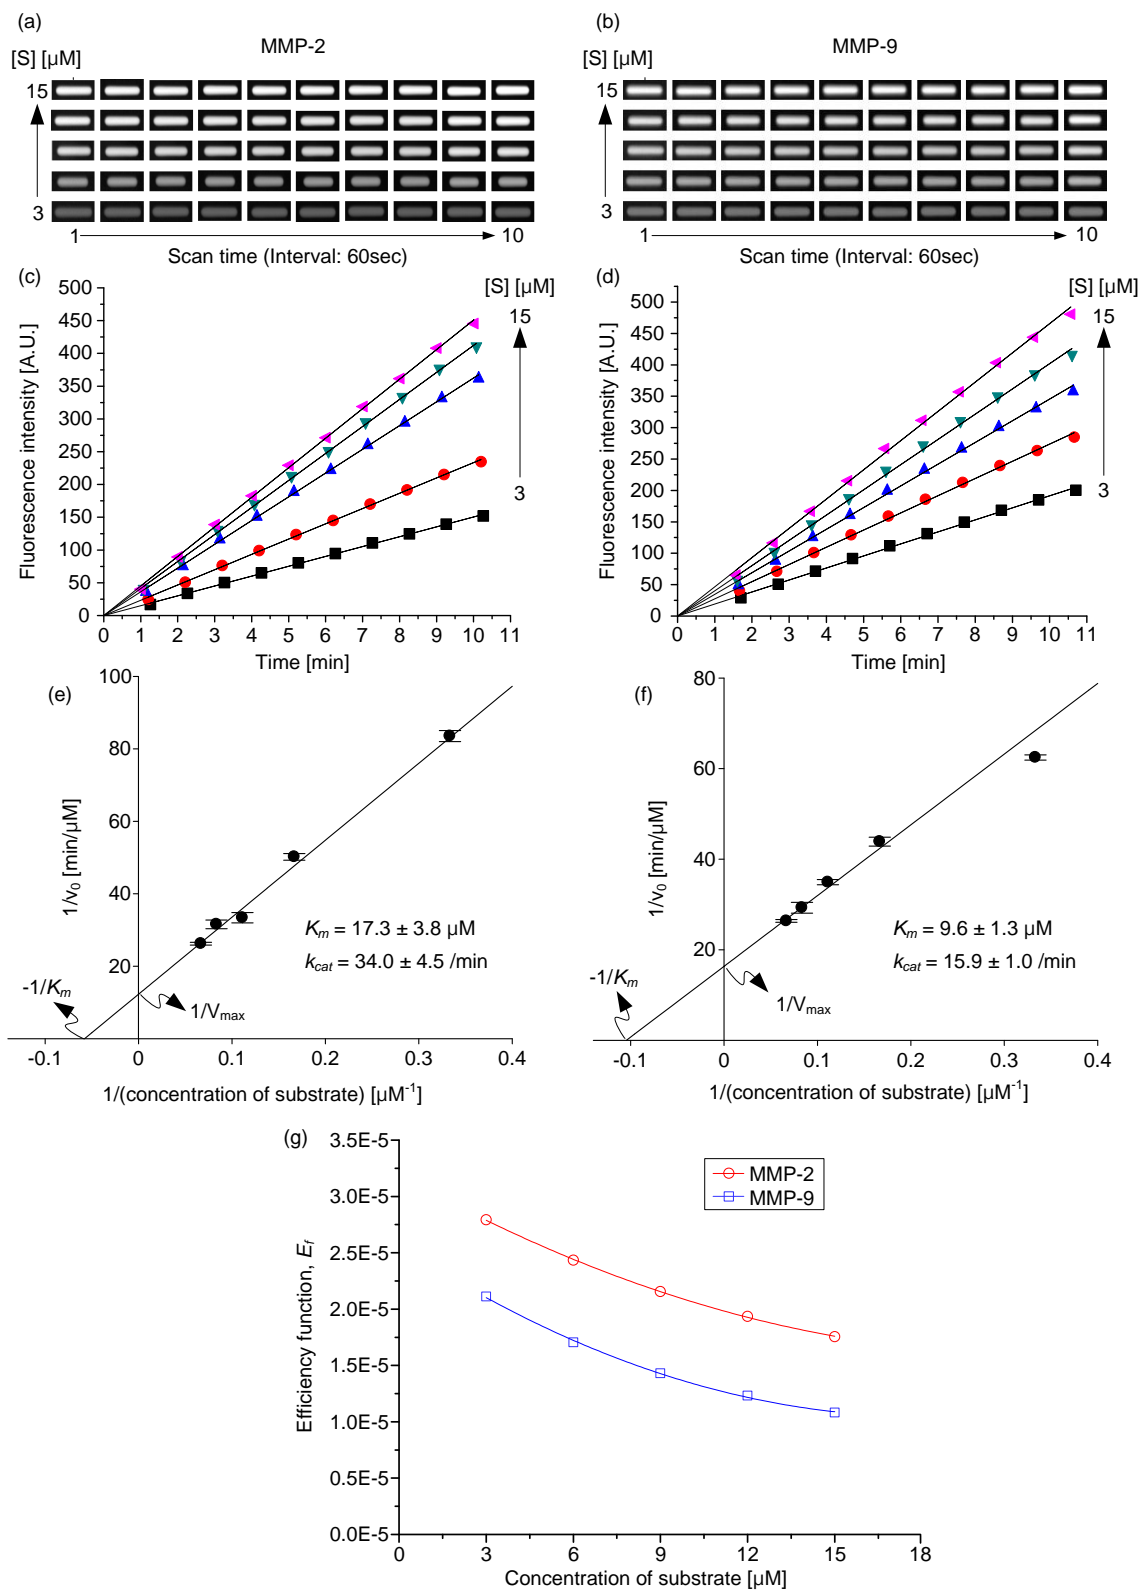 (a)
MMP-2
[S] [µM]
15
3
1
10
Scan time (Interval: 60sec)
(b)
MMP-9
[S] [µM]
15
3
1
10
Scan time (Interval: 60sec)
(c)
500
450
400
350
300
250
200
150
100
50
0
Fluorescence intensity [A.U.]
0 1 2 3 4 5 6 7 8 9 10 11
Time [min]
[S] [µM]
15
3
(d)
500
450
400
350
300
250
200
150
100
50
0
Fluorescence intensity [A.U.]
0 1 2 3 4 5 6 7 8 9 10 11
Time [min]
[S] [µM]
15
3
(e)
100
80
60
40
20
1/v0 [min/µM]
Km = 17.3 ± 3.8 µM
kcat = 34.0 ± 4.5 /min
-1/Km
1/Vmax
-0.1 0 0.1 0.2 0.3 0.4
1/(concentration of substrate) [µM-1]
(f)
80
60
40
20
1/v0 [min/µM]
Km = 9.6 ± 1.3 µM
kcat = 15.9 ± 1.0 /min
-1/Km
1/Vmax
-0.1 0 0.1 0.2 0.3 0.4
1/(concentration of substrate) [µM-1]
(g)
3.5E-5
3.0E-5
2.5E-5
2.0E-5
1.5E-5
1.0E-5
0.5E-5
0.0E-5
Efficiency function, Ef
MMP-2
MMP-9
0 3 6 9 12 15 18
Concentration of substrate [µM]